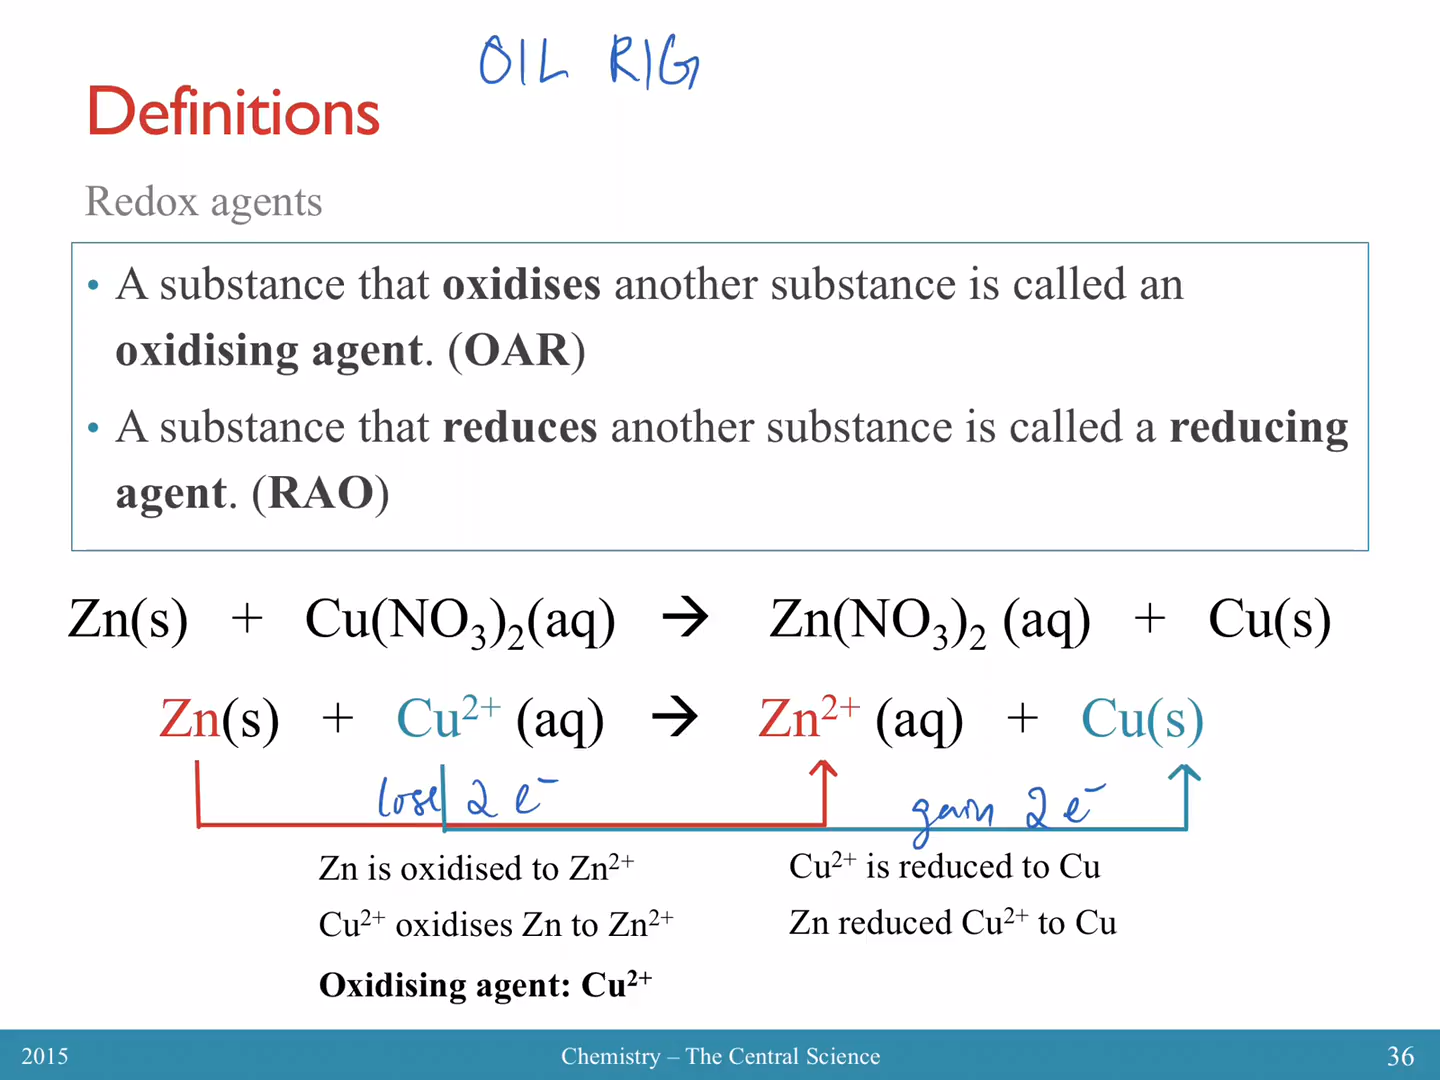 OIL RIG
Definitions
Redox agents
• A substance that oxidises another substance is called an
oxidising agent. (OAR)
• A substance that reduces another substance is called a reducing
agent. (RAO)
Zn(s) + Cu(NO₃)₂(aq) → Zn(NO₃)₂ (aq) + Cu(s)
Zn(s) + Cu²⁺ (aq) → Zn²⁺ (aq) + Cu(s)
lose 2 e⁻ gain 2 e⁻
Zn is oxidised to Zn²⁺
Cu²⁺ oxidises Zn to Zn²⁺
Oxidising agent: Cu²⁺
Cu²⁺ is reduced to Cu
Zn reduced Cu²⁺ to Cu
2015 Chemistry – The Central Science 36